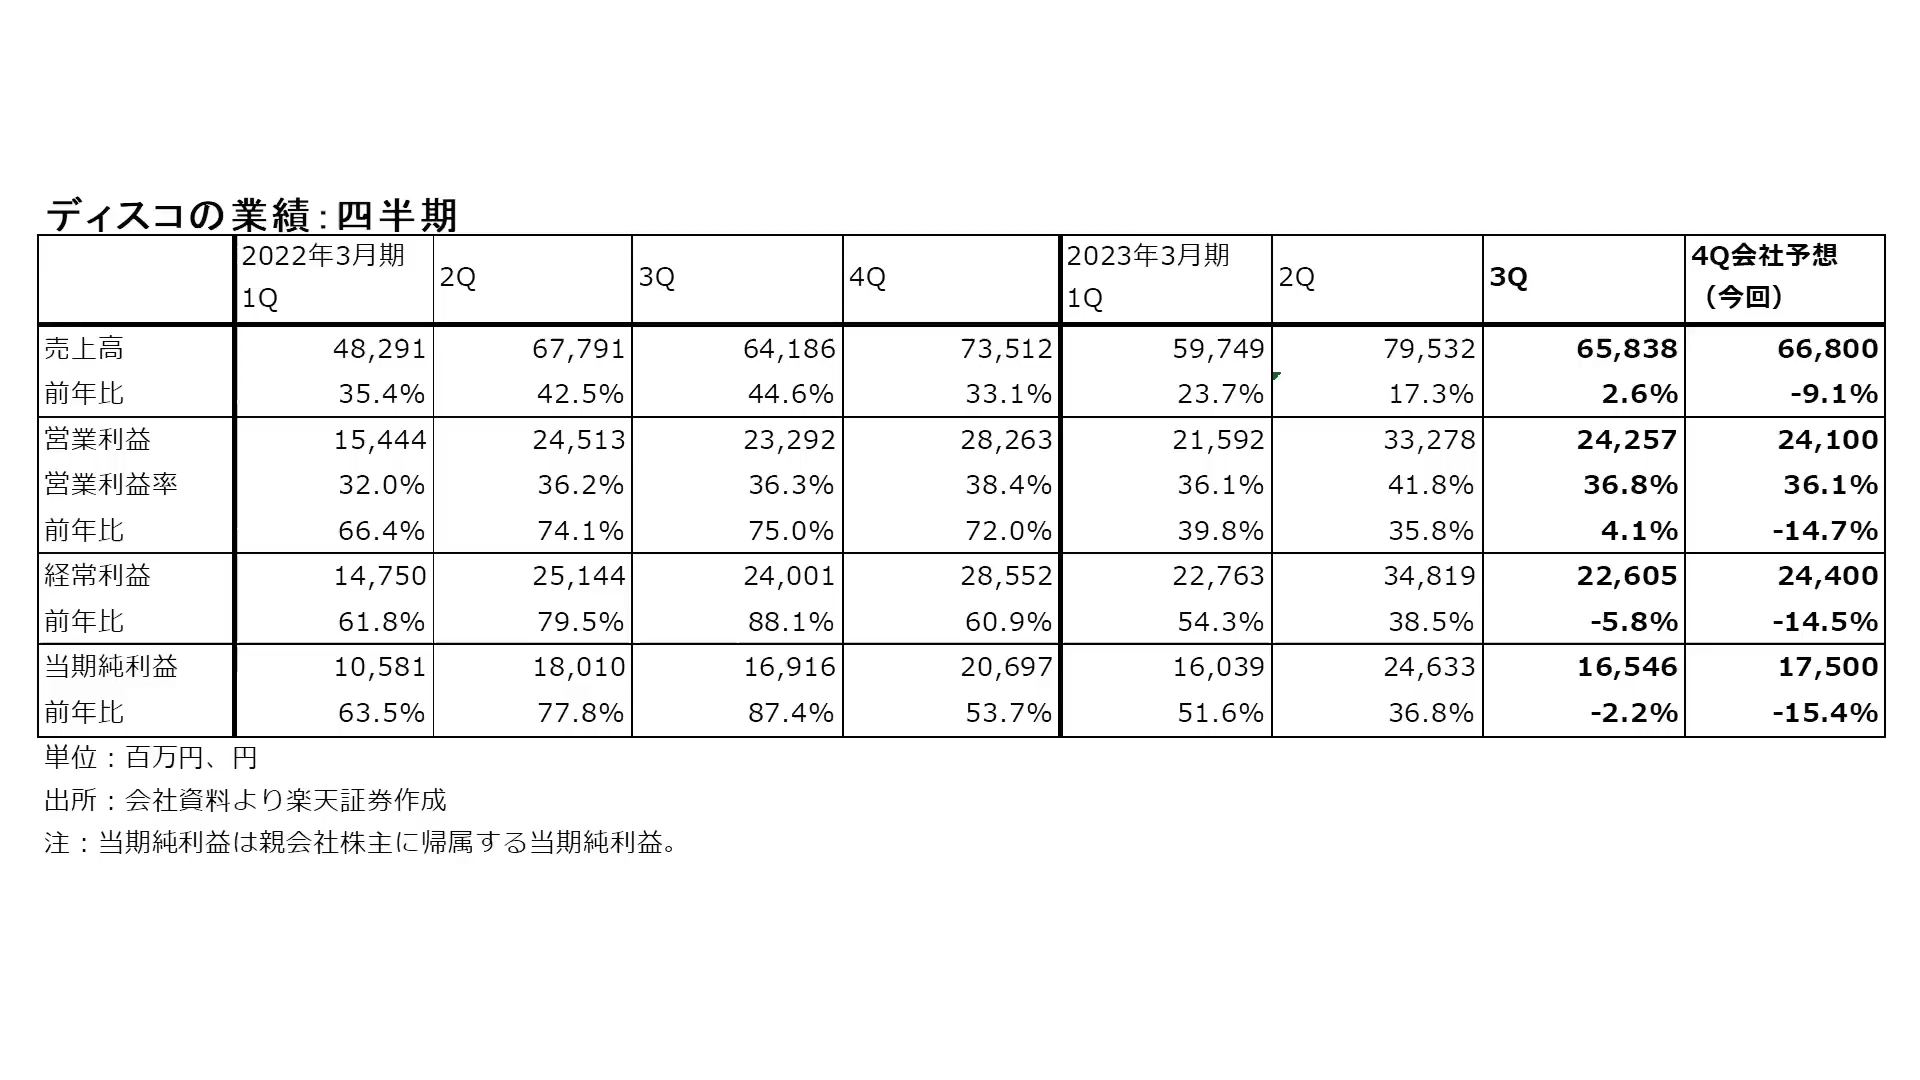 ディスコの業績：四半期
2022年3月期 1Q 2Q 3Q 4Q 2023年3月期 1Q 2Q 3Q 4Q会社予想（今回）
売上高 48,291 67,791 64,186 73,512 59,749 79,532 65,838 66,800
前年比 35.4% 42.5% 44.6% 33.1% 23.7% 17.3% 2.6% -9.1%
営業利益 15,444 24,513 23,292 28,263 21,592 33,278 24,257 24,100
営業利益率 32.0% 36.2% 36.3% 38.4% 36.1% 41.8% 36.8% 36.1%
前年比 66.4% 74.1% 75.0% 72.0% 39.8% 35.8% 4.1% -14.7%
経常利益 14,750 25,144 24,001 28,552 22,763 34,819 22,605 24,400
前年比 61.8% 79.5% 88.1% 60.9% 54.3% 38.5% -5.8% -14.5%
当期純利益 10,581 18,010 16,916 20,697 16,039 24,633 16,546 17,500
前年比 63.5% 77.8% 87.4% 53.7% 51.6% 36.8% -2.2% -15.4%
単位：百万円、円
出所：会社資料より楽天証券作成
注：当期純利益は親会社株主に帰属する当期純利益。